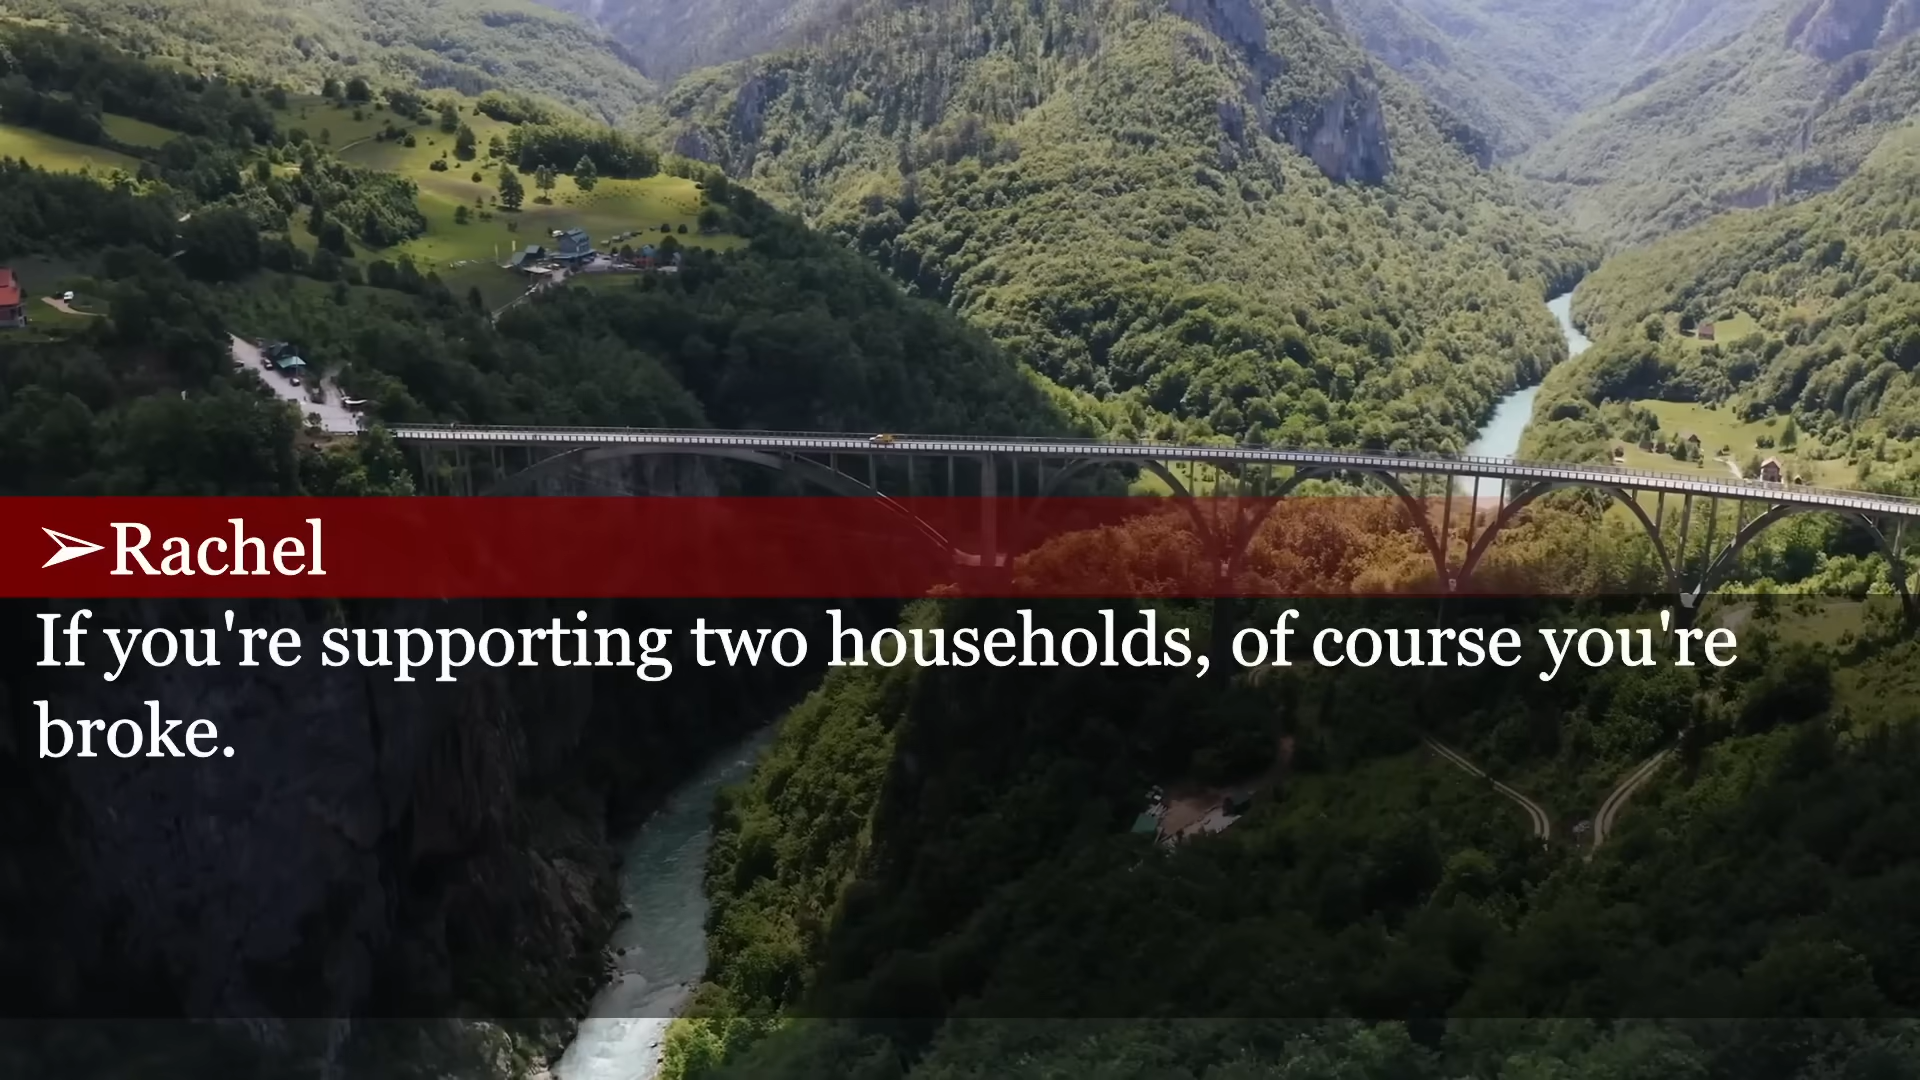 ➢Rachel
If you're supporting two households, of course you're
broke.